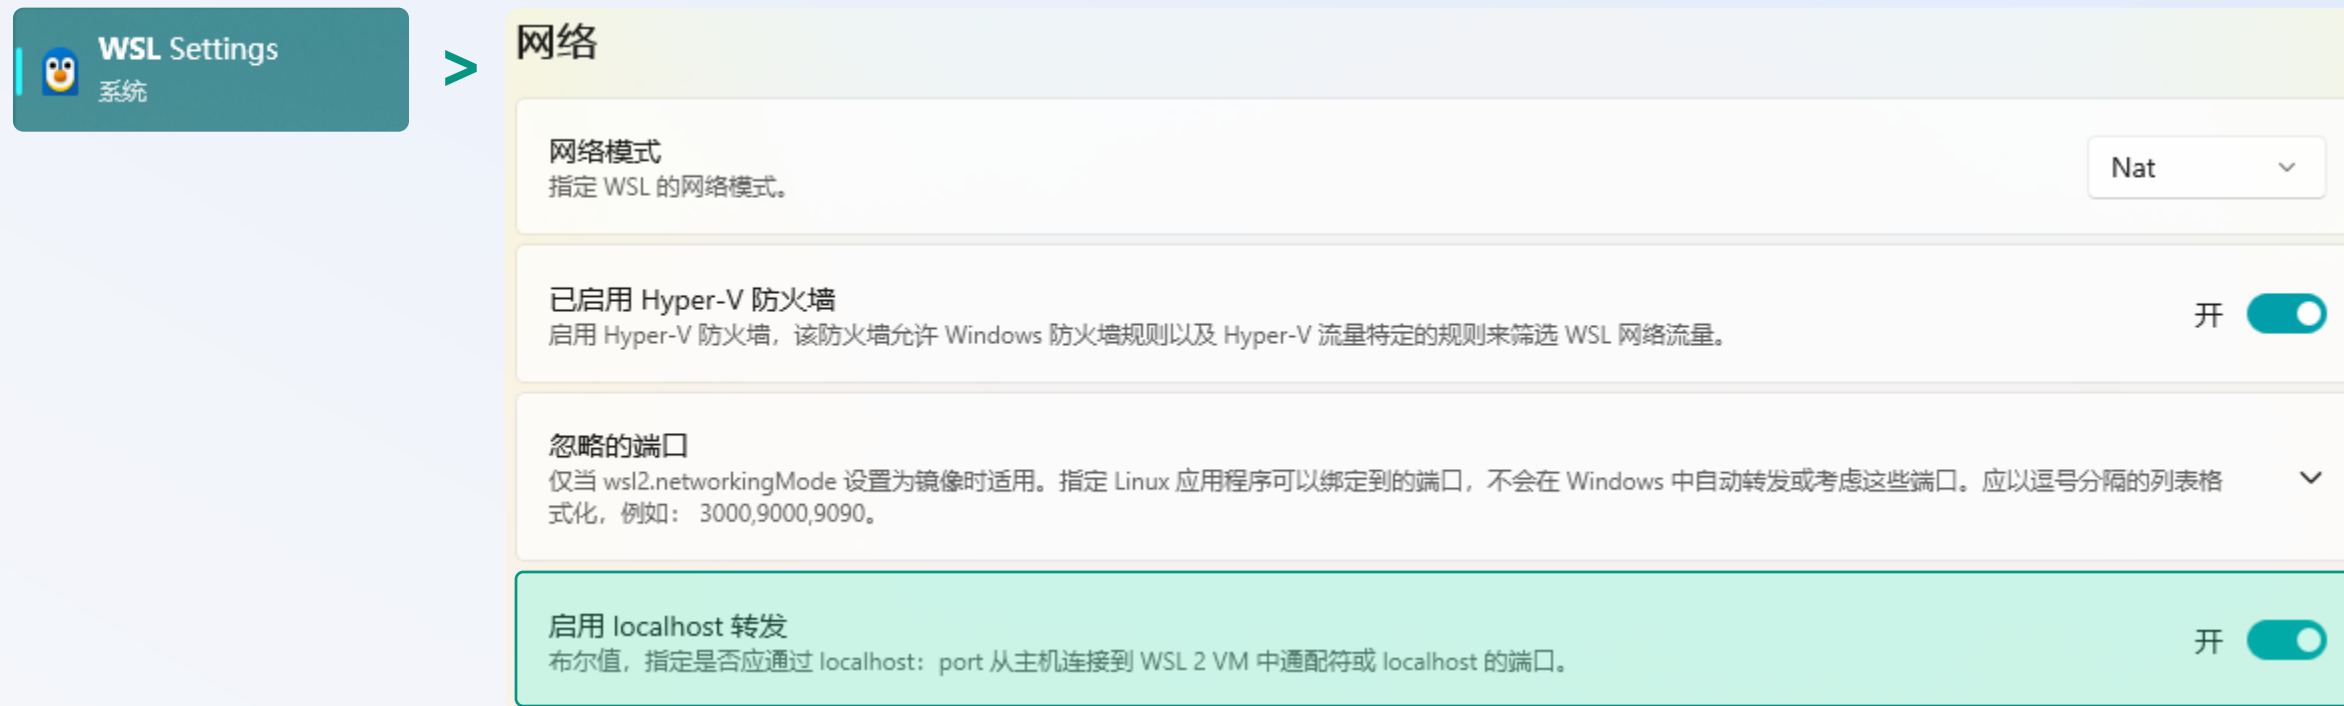 WSL Settings
系统
>
网络
网络模式
指定 WSL 的网络模式。
Nat
已启用 Hyper-V 防火墙
启用 Hyper-V 防火墙，该防火墙允许 Windows 防火墙规则以及 Hyper-V 流量特定的规则来筛选 WSL 网络流量。
开
忽略的端口
仅当 wsl2.networkingMode 设置为镜像时适用。指定 Linux 应用程序可以绑定到的端口，不会在 Windows 中自动转发或考虑这些端口。应以逗号分隔的列表格
式化，例如： 3000,9000,9090。
启用 localhost 转发
布尔值，指定是否应通过 localhost：port 从主机连接到 WSL 2 VM 中通配符或 localhost 的端口。
开